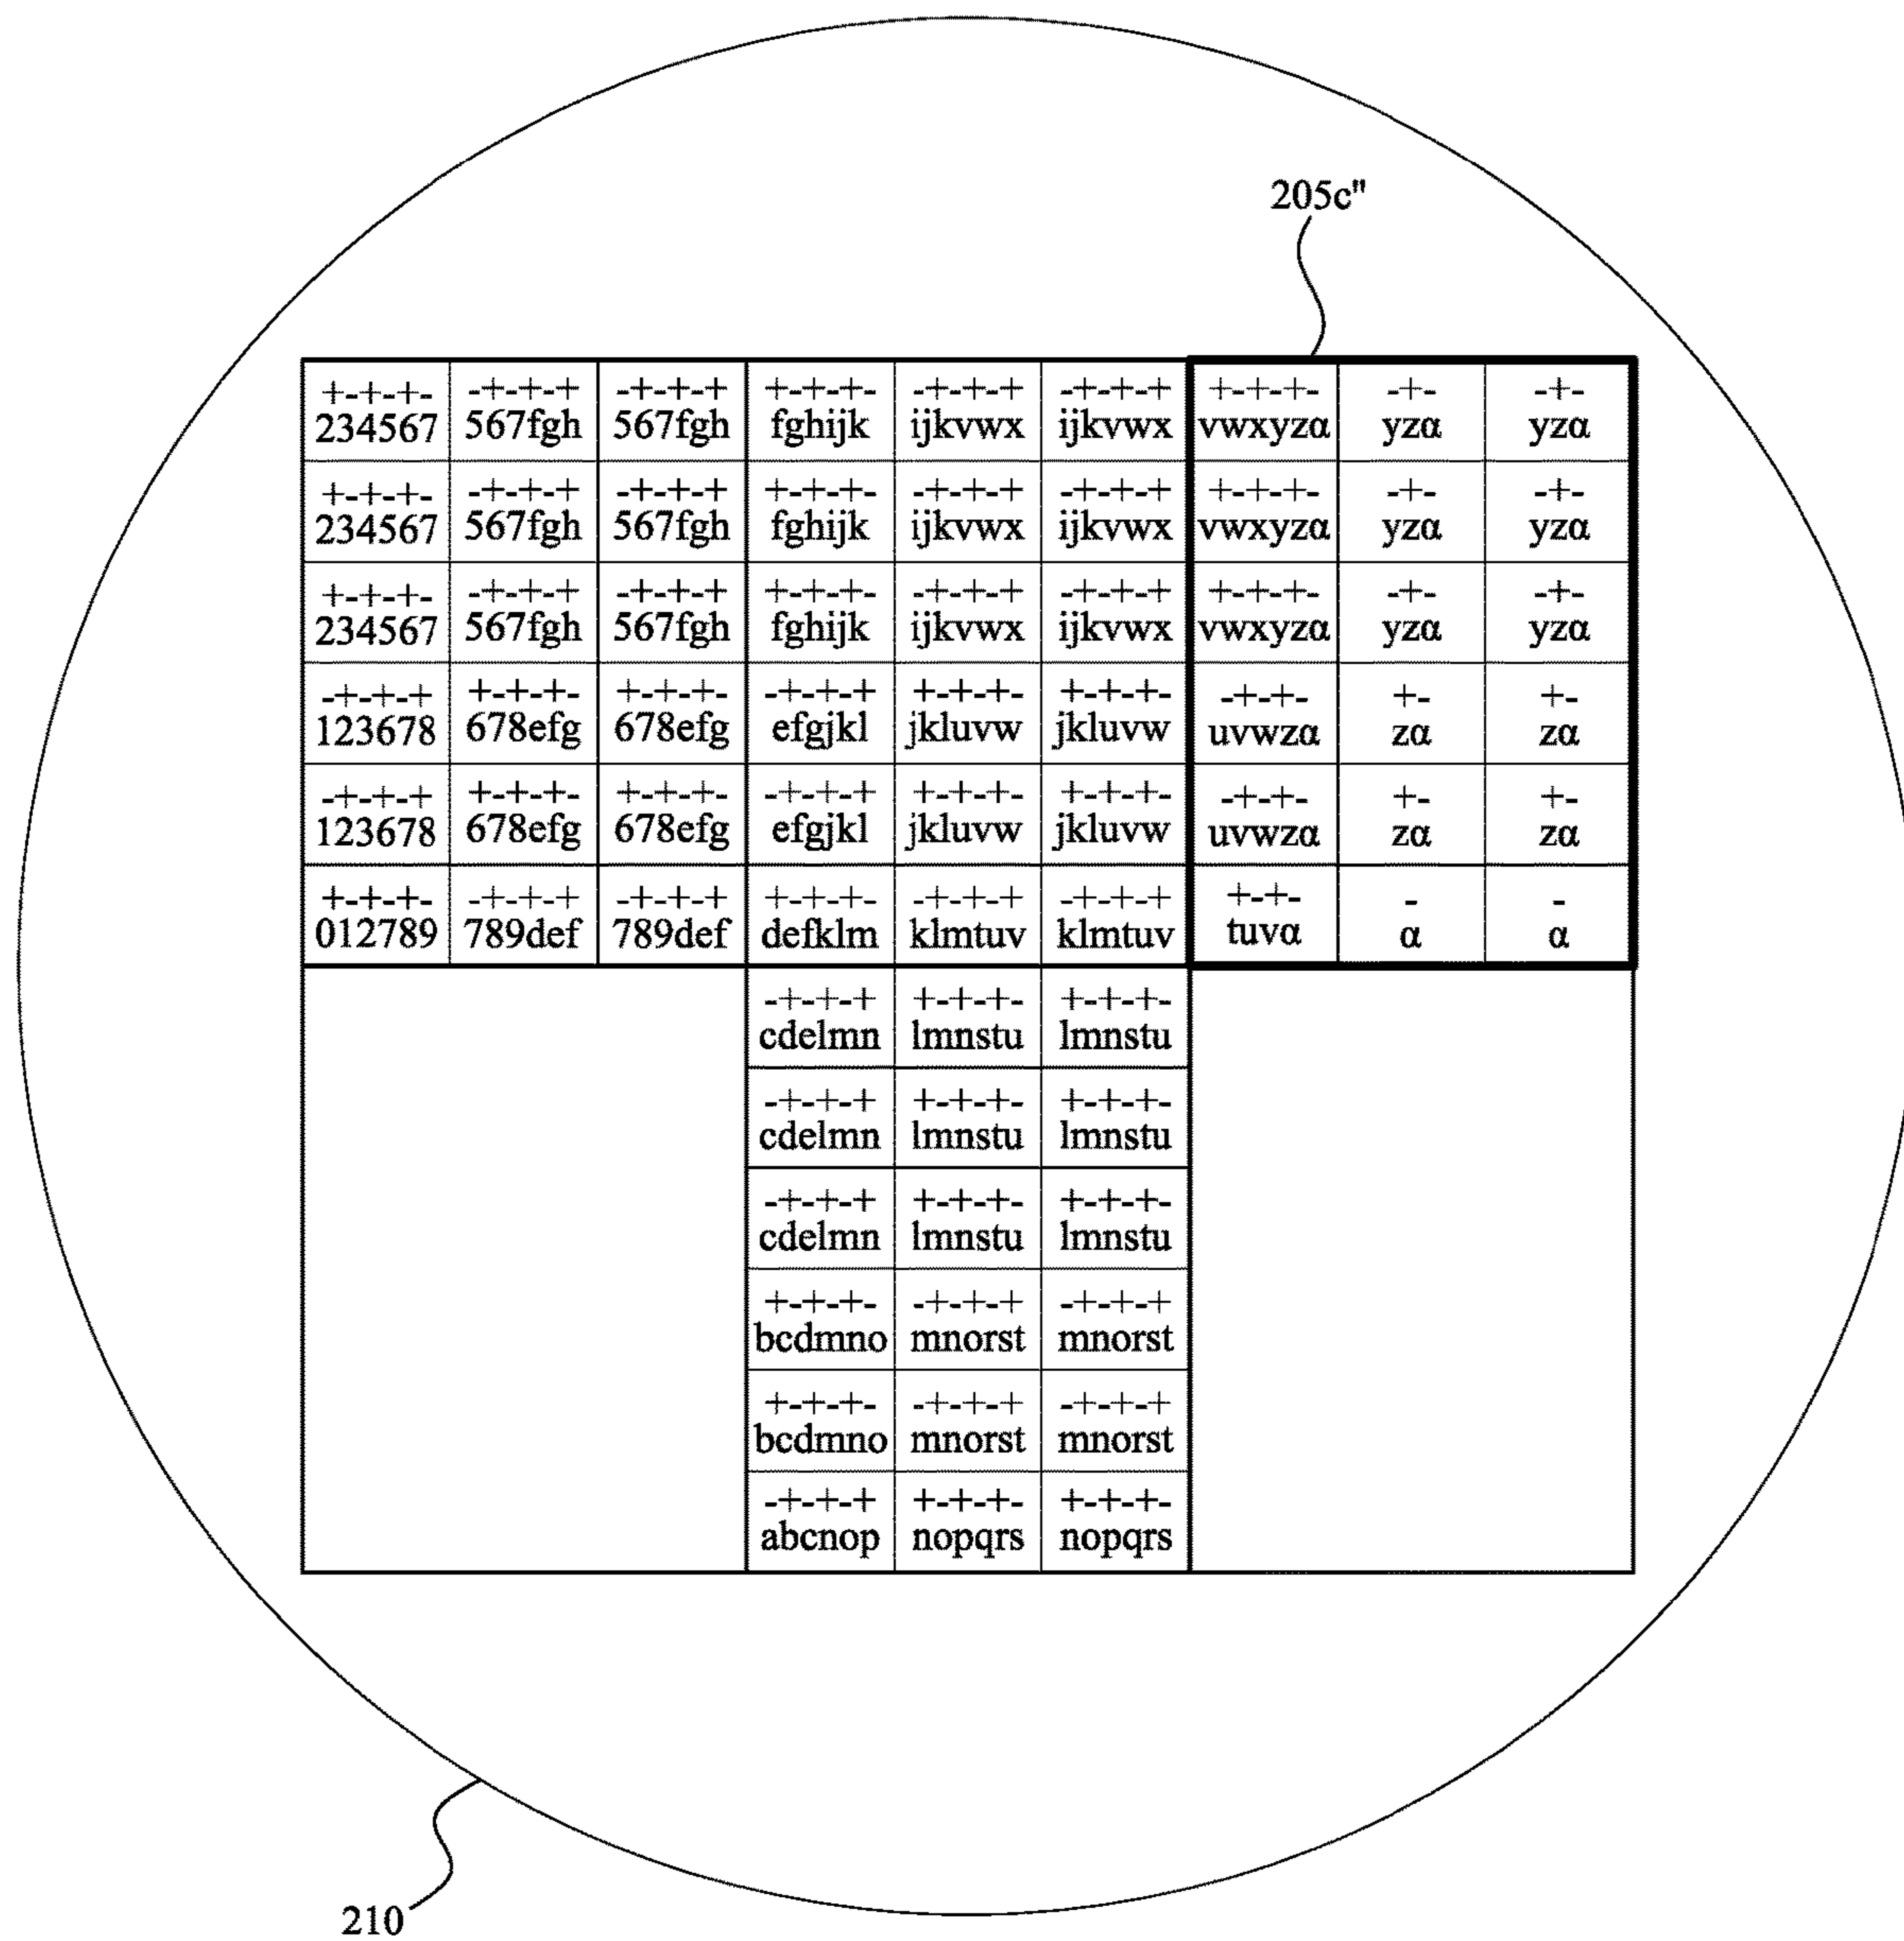 205c"
+-+-+- -+-+-+ -+-+-+ +-+-+- -+-+-+ -+-+-+ +-+-+- -+- -+-
234567 567fgh 567fgh fghijk ijkvwx ijkvwx vwxyzα yzα yzα
+-+-+- -+-+-+ -+-+-+ +-+-+- -+-+-+ -+-+-+ +-+-+- -+- -+-
234567 567fgh 567fgh fghijk ijkvwx ijkvwx vwxyzα yzα yzα
+-+-+- -+-+-+ -+-+-+ +-+-+- -+-+-+ -+-+-+ +-+-+- -+- -+-
234567 567fgh 567fgh fghijk ijkvwx ijkvwx vwxyzα yzα yzα
-+-+-+ +-+-+- +-+-+- -+-+-+ +-+-+- +-+-+- -+-+- +- +-
123678 678efg 678efg efgjkl jkluvw jkluvw uvwzα zα zα
-+-+-+ +-+-+- +-+-+- -+-+-+ +-+-+- +-+-+- -+-+- +- +-
123678 678efg 678efg efgjkl jkluvw jkluvw uvwzα zα zα
+-+-+- -+-+-+ -+-+-+ +-+-+- -+-+-+ -+-+-+ +-+- - -
012789 789def 789def defklm klmtuv klmtuv tuvα α α
-+-+-+ +-+-+- +-+-+-
cdelmn lmnstu lmnstu
-+-+-+ +-+-+- +-+-+-
cdelmn lmnstu lmnstu
-+-+-+ +-+-+- +-+-+-
cdelmn lmnstu lmnstu
+-+-+- -+-+-+ -+-+-+
bcdmno mnorst mnorst
+-+-+- -+-+-+ -+-+-+
bcdmno mnorst mnorst
-+-+-+ +-+-+- +-+-+-
abcnop nopqrs nopqrs
210